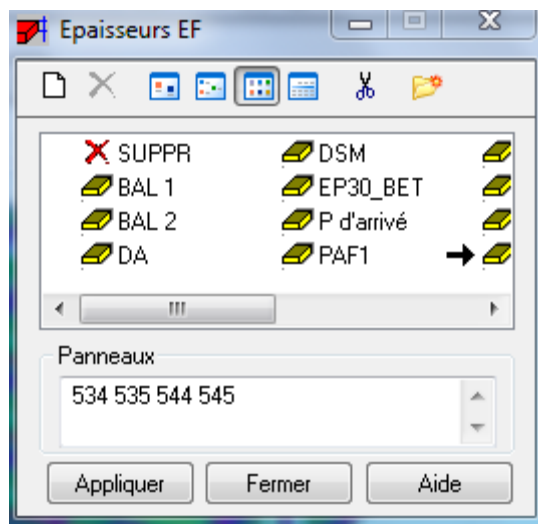 Epaisseurs EF
SUPPR DSM
BAL 1 EP30_BET
BAL 2 P d'arrivé
DA PAF1
Panneaux
534 535 544 545
Appliquer Fermer Aide